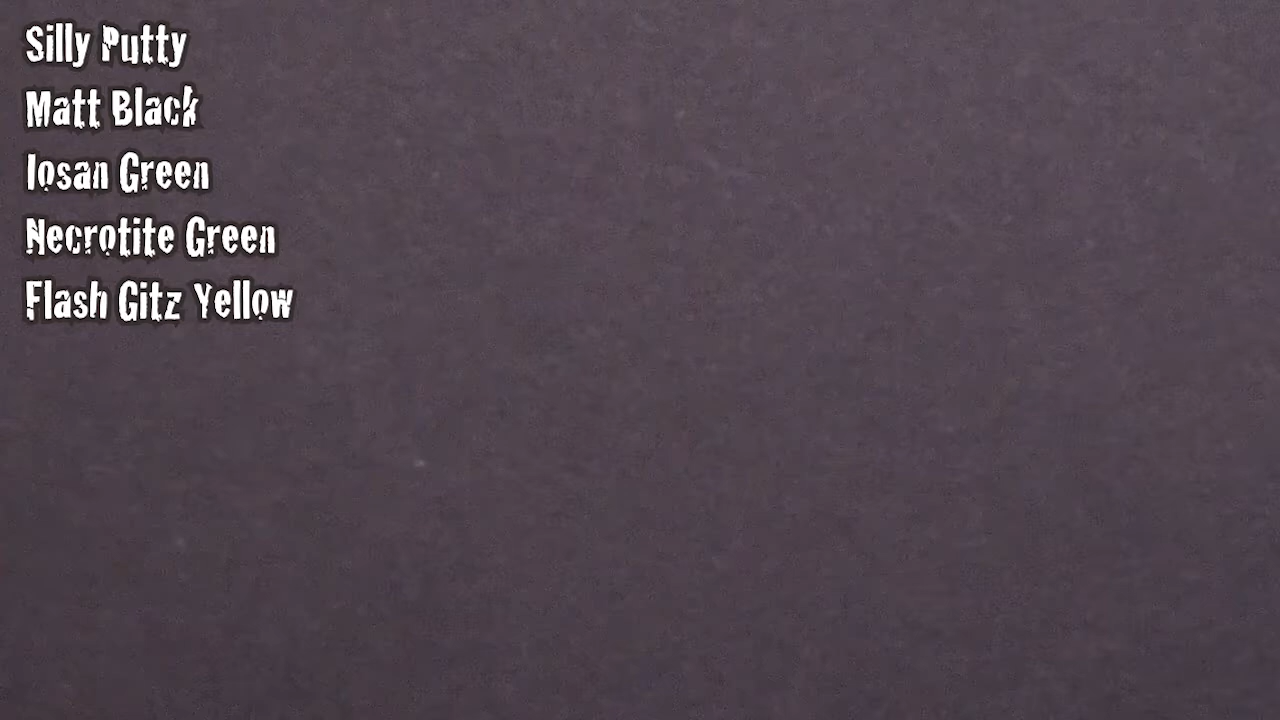 Silly Putty
Matt Black
Iosan Green
Necrotite Green
Flash Gitz Yellow